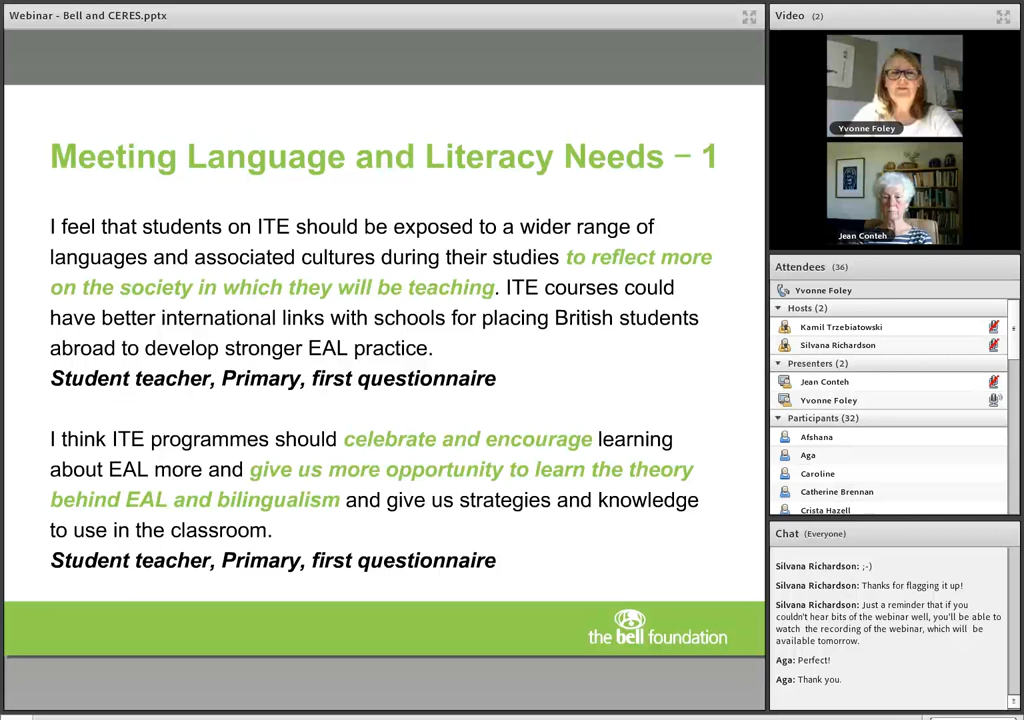 Webinar - Bell and CERES.pptx
Meeting Language and Literacy Needs – 1
I feel that students on ITE should be exposed to a wider range of
languages and associated cultures during their studies to reflect more
on the society in which they will be teaching. ITE courses could
have better international links with schools for placing British students
abroad to develop stronger EAL practice.
Student teacher, Primary, first questionnaire
I think ITE programmes should celebrate and encourage learning
about EAL more and give us more opportunity to learn the theory
behind EAL and bilingualism and give us strategies and knowledge
to use in the classroom.
Student teacher, Primary, first questionnaire
the bell foundation
Video (2)
Yvonne Foley
Jean Conteh
Attendees (36)
Yvonne Foley
Hosts (2)
Kamil Trzebiatowski
Silvana Richardson
Presenters (2)
Jean Conteh
Yvonne Foley
Participants (32)
Afshana
Aga
Caroline
Catherine Brennan
Crista Hazell
Chat (Everyone)
Silvana Richardson: ;-)
Silvana Richardson: Thanks for flagging it up!
Silvana Richardson: Just a reminder that if you
couldn't hear bits of the webinar well, you'll be able to
watch the recording of the webinar, which will be
available tomorrow.
Aga: Perfect!
Aga: Thank you.